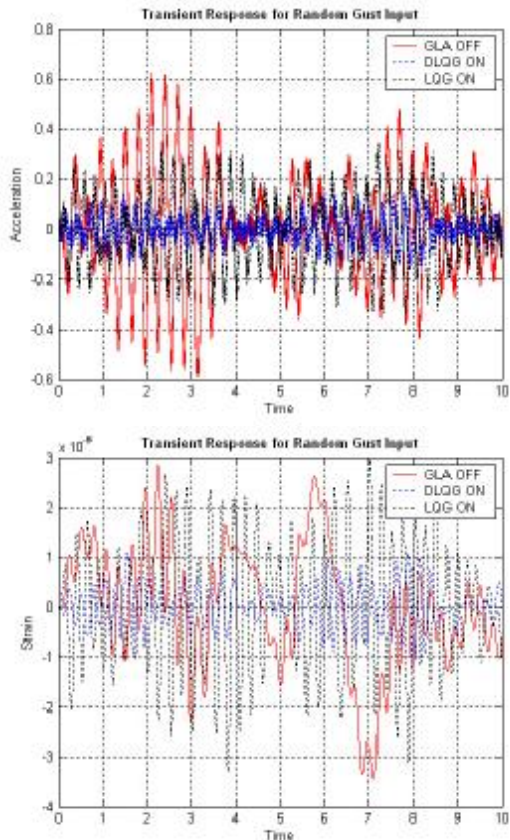 Transient Response for Random Gust Input
0.8
GLA OFF
DLQG ON
LQG ON
0.6
0.4
0.2
0
-0.2
-0.4
-0.6
Acceleration
0 1 2 3 4 5 6 7 8 9 10
Time
Transient Response for Random Gust Input
3
GLA OFF
DLQG ON
LQG ON
2
1
0
-1
-2
-3
-4
Strain
0 1 2 3 4 5 6 7 8 9 10
Time